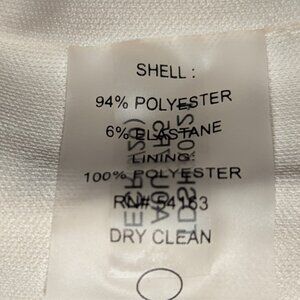 SHELL :
94% POLYESTER
6% ELASTANE
LINING:
100% POLYESTER
RN# 54163
DRY CLEAN